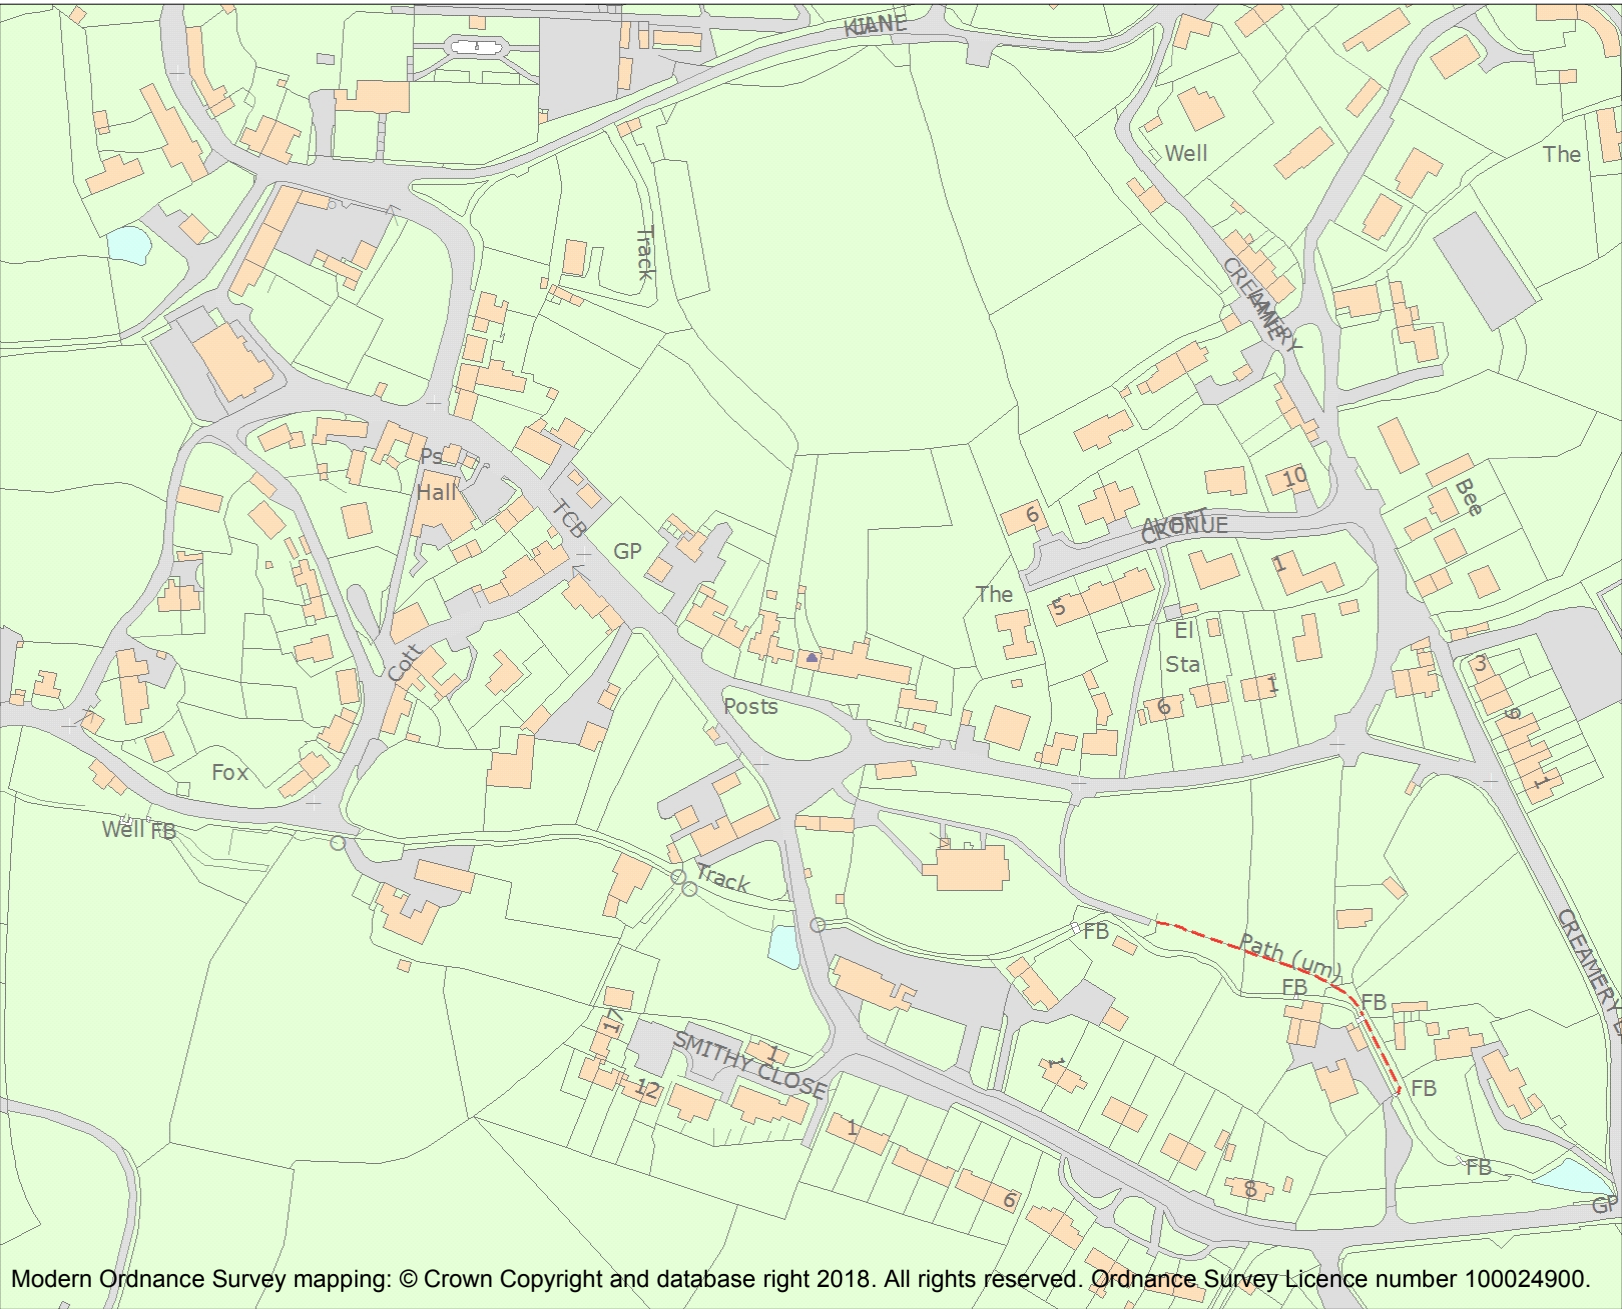 LANE
Well
The
Track
CREAMERY
LANE
Ps
Hall
10
Bee
6
TCB
CROFT
AVENUE
GP
1
The
5
El
Sta
Cott
3
9
1
6
Posts
1
Fox
Well
FB
Track
FB
Path (um)
CREAMERY L
FB
FB
17
SMITHY CLOSE
1
12
1
FB
1
FB
8
6
GP
Modern Ordnance Survey mapping: © Crown Copyright and database right 2018. All rights reserved. Ordnance Survey Licence number 100024900.